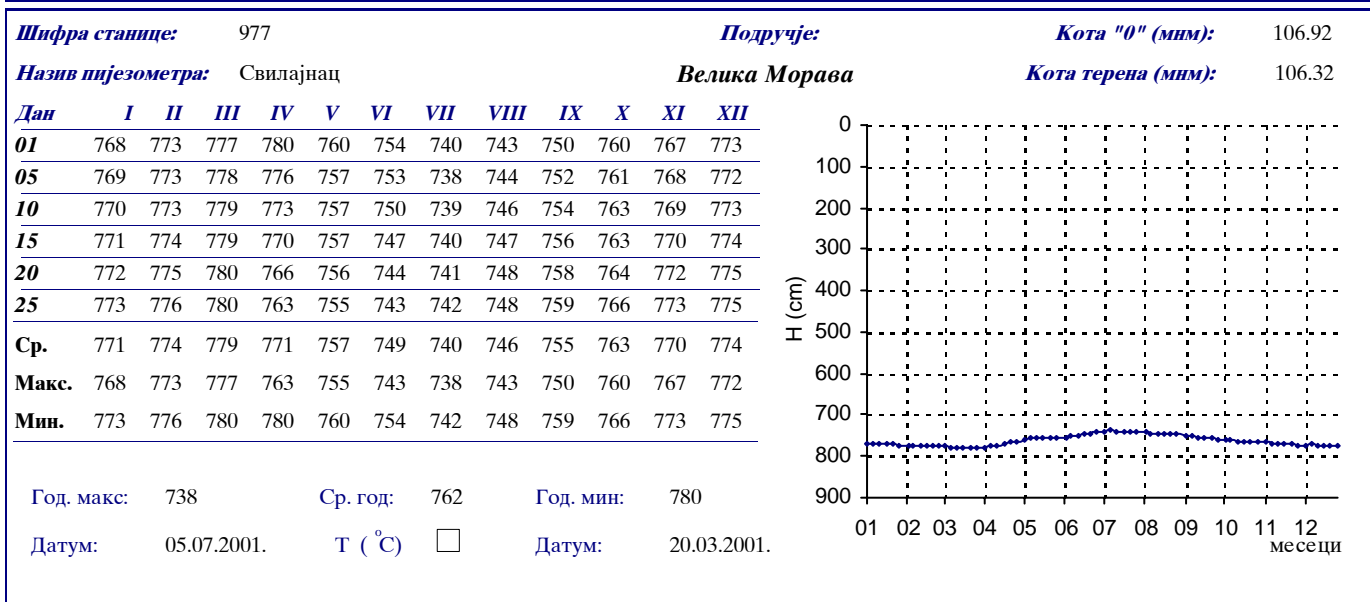 Шифра станице: 977 Подручје: Кота "0" (мнм): 106.92
Назив пијезометра: Свилајнац Велика Морава Кота терена (мнм): 106.32
Дан I II III IV V VI VII VIII IX X XI XII
01 768 773 777 780 760 754 740 743 750 760 767 773
05 769 773 778 776 757 753 738 744 752 761 768 772
10 770 773 779 773 757 750 739 746 754 763 769 773
15 771 774 779 770 757 747 740 747 756 763 770 774
20 772 775 780 766 756 744 741 748 758 764 772 775
25 773 776 780 763 755 743 742 748 759 766 773 775
Ср. 771 774 779 771 757 749 740 746 755 763 770 774
Макс. 768 773 777 763 755 743 738 743 750 760 767 772
Мин. 773 776 780 780 760 754 742 748 759 766 773 775
Год. макс: 738 Ср. год: 762 Год. мин: 780
Датум: 05.07.2001. Т ( °C) Датум: 20.03.2001.
H (cm)
0
100
200
300
400
500
600
700
800
900
01 02 03 04 05 06 07 08 09 10 11 12
месеци